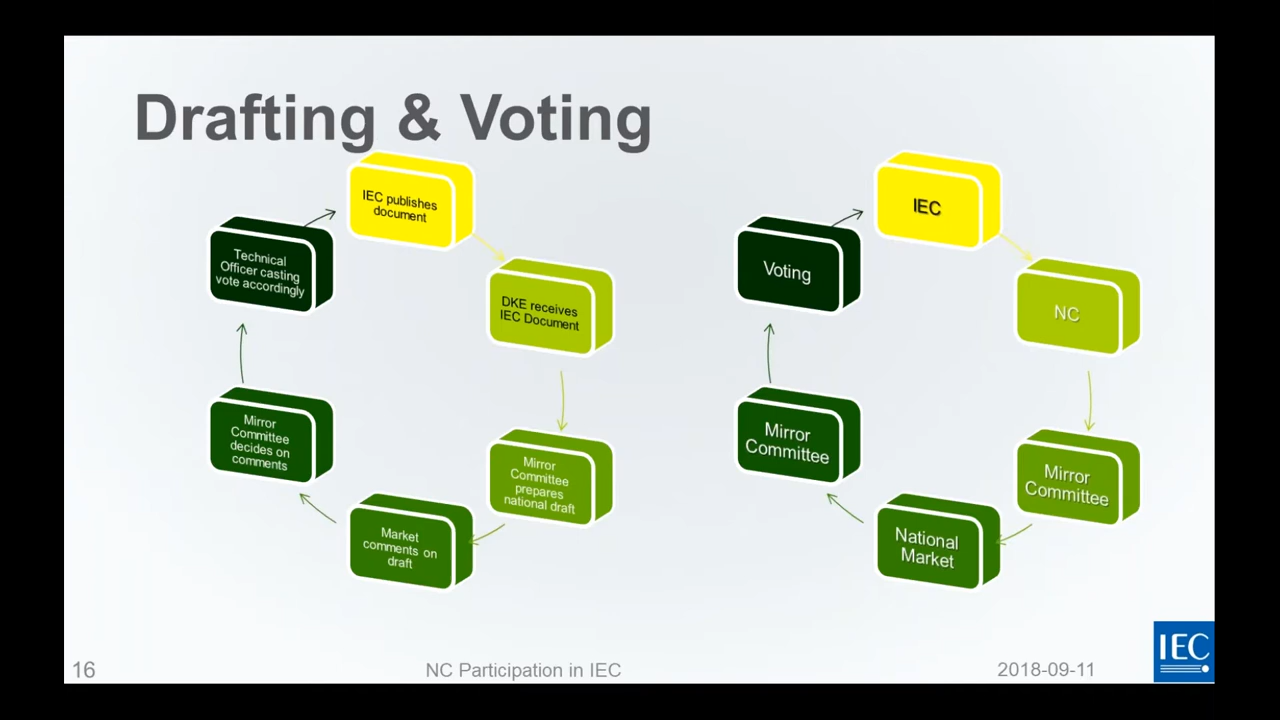 Drafting & Voting
IEC publishes
document
DKE receives
IEC Document
Mirror
Committee
prepares
national draft
Market
comments on
draft
Mirror
Committee
decides on
comments
Technical
Officer casting
vote accordingly
IEC
NC
Mirror
Committee
National
Market
Mirror
Committee
Voting
16
NC Participation in IEC
2018-09-11
IEC